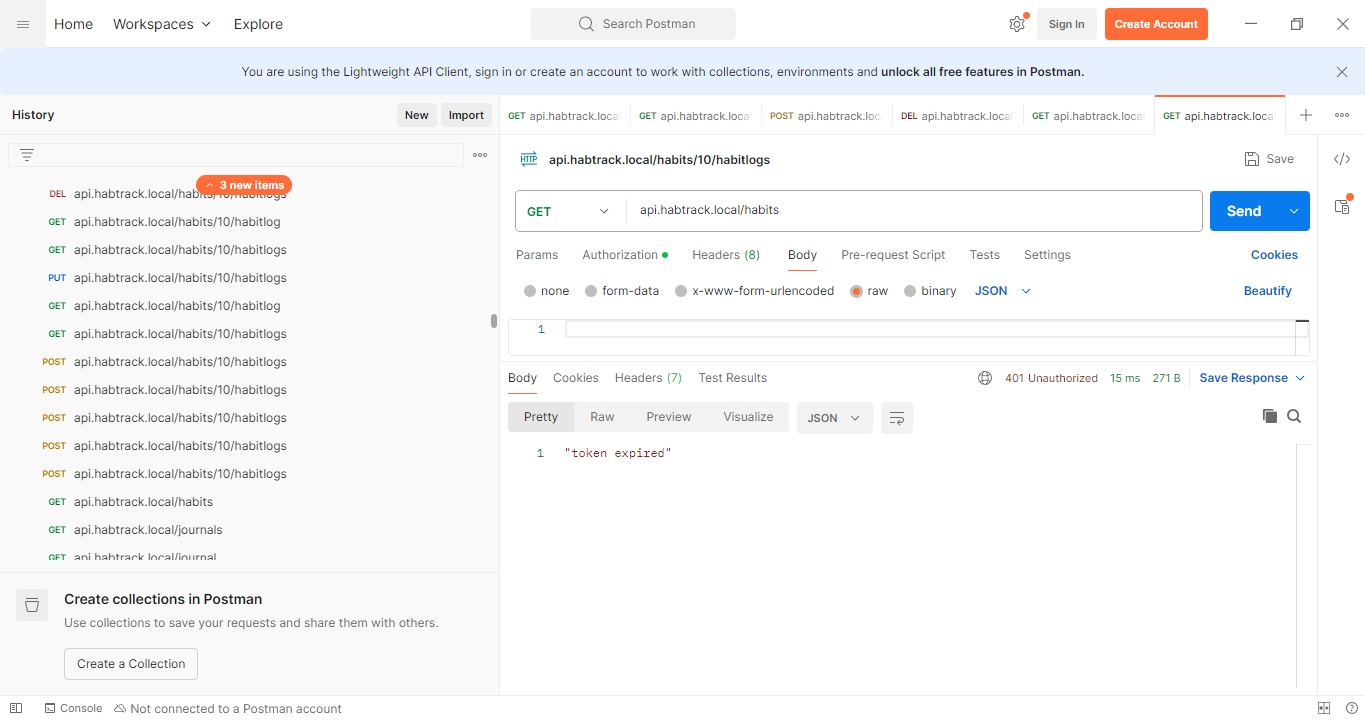 Home
Workspaces
Explore
Search Postman
Sign In
Create Account
You are using the Lightweight API Client, sign in or create an account to work with collections, environments and unlock all free features in Postman.
History
New
Import
3 new items
DEL api.habtrack.local/habits/10/habitlogs
GET api.habtrack.local/habits/10/habitlog
GET api.habtrack.local/habits/10/habitlogs
PUT api.habtrack.local/habits/10/habitlogs
GET api.habtrack.local/habits/10/habitlog
GET api.habtrack.local/habits/10/habitlogs
POST api.habtrack.local/habits/10/habitlogs
POST api.habtrack.local/habits/10/habitlogs
POST api.habtrack.local/habits/10/habitlogs
POST api.habtrack.local/habits/10/habitlogs
POST api.habtrack.local/habits/10/habitlogs
GET api.habtrack.local/habits
GET api.habtrack.local/journals
GET api.habtrack.local/journal
Create collections in Postman
Use collections to save your requests and share them with others.
Create a Collection
GET api.habtrack.loca
GET api.habtrack.loca
POST api.habtrack.loc
DEL api.habtrack.local
GET api.habtrack.loca
GET api.habtrack.loca
HTTP api.habtrack.local/habits/10/habitlogs
Save
GET api.habtrack.local/habits
Send
Params Authorization Headers (8) Body Pre-request Script Tests Settings Cookies
none form-data x-www-form-urlencoded raw binary JSON Beautify
1
Body Cookies Headers (7) Test Results 401 Unauthorized 15 ms 271 B Save Response
Pretty Raw Preview Visualize JSON
1 "token expired"
Console Not connected to a Postman account